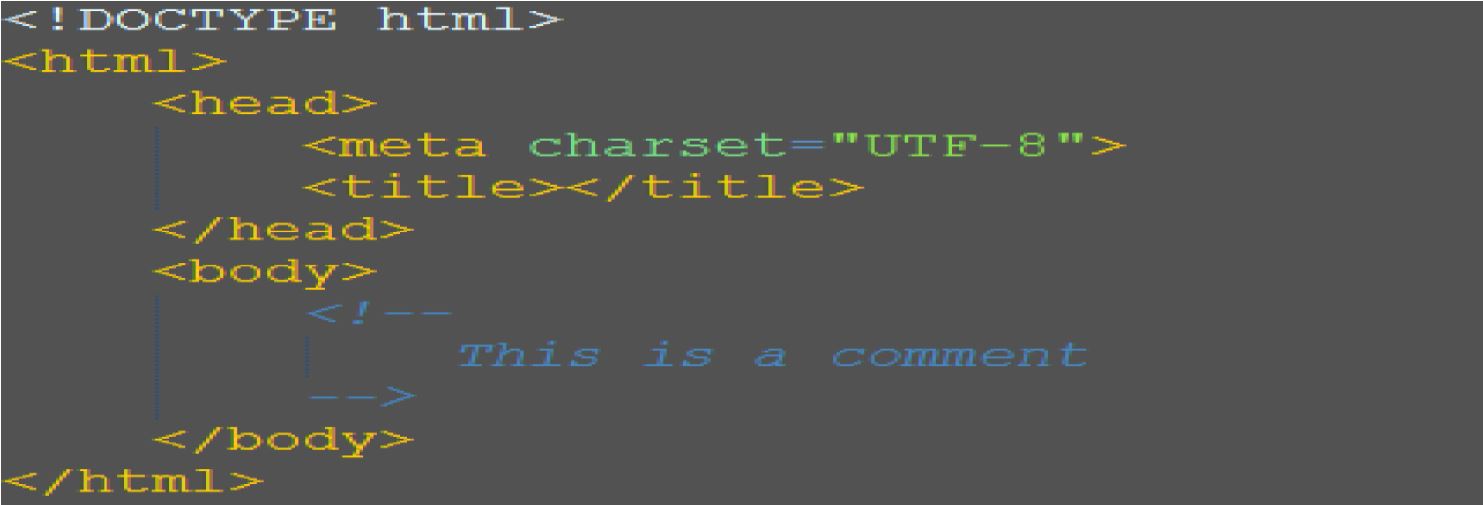 <!DOCTYPE html>
<html>
<head>
<meta charset="UTF-8">
<title></title>
</head>
<body>
<!--
This is a comment
-->
</body>
</html>